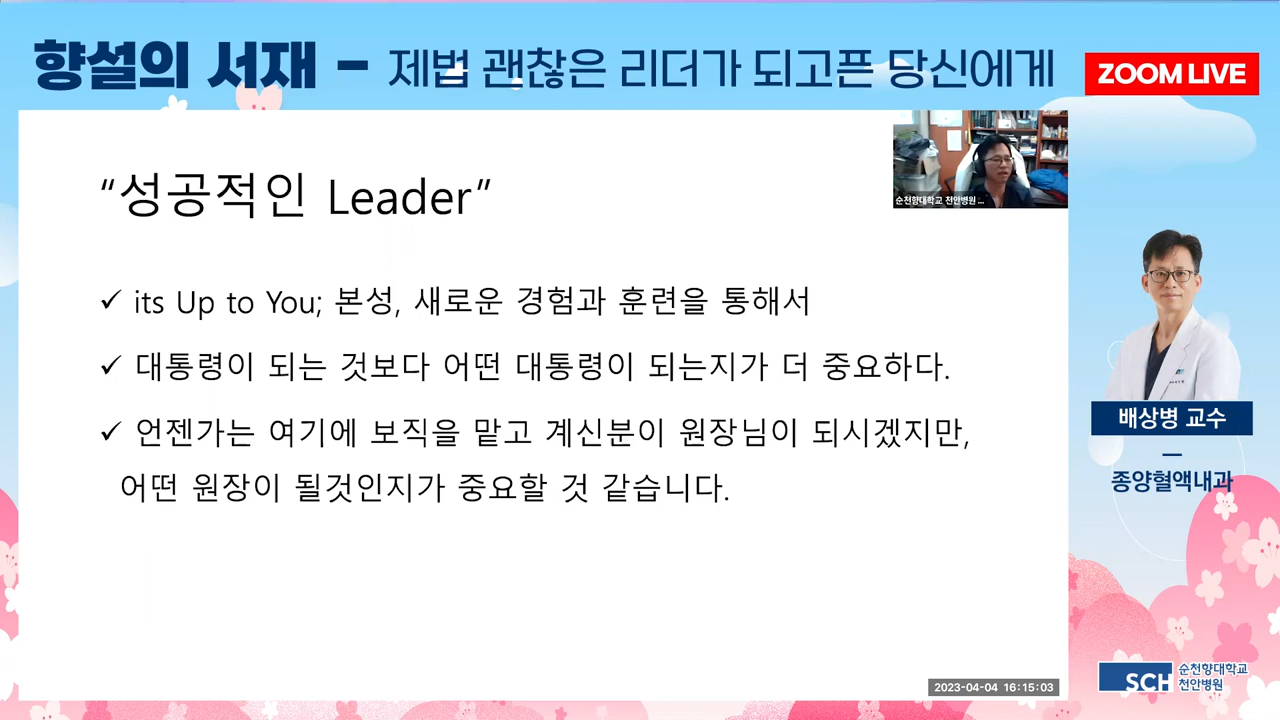 향설의 서재 - 제법 괜찮은 리더가 되고픈 당신에게
ZOOM LIVE
순천향대학교 천안병원 ...
“성공적인 Leader”
✓ its Up to You; 본성, 새로운 경험과 훈련을 통해서
✓ 대통령이 되는 것보다 어떤 대통령이 되는지가 더 중요하다.
✓ 언젠가는 여기에 보직을 맡고 계신분이 원장님이 되시겠지만,
어떤 원장이 될것인지가 중요할 것 같습니다.
배상병 교수
종양혈액내과
2023-04-04 16:15:03
SCH 순천향대학교
천안병원